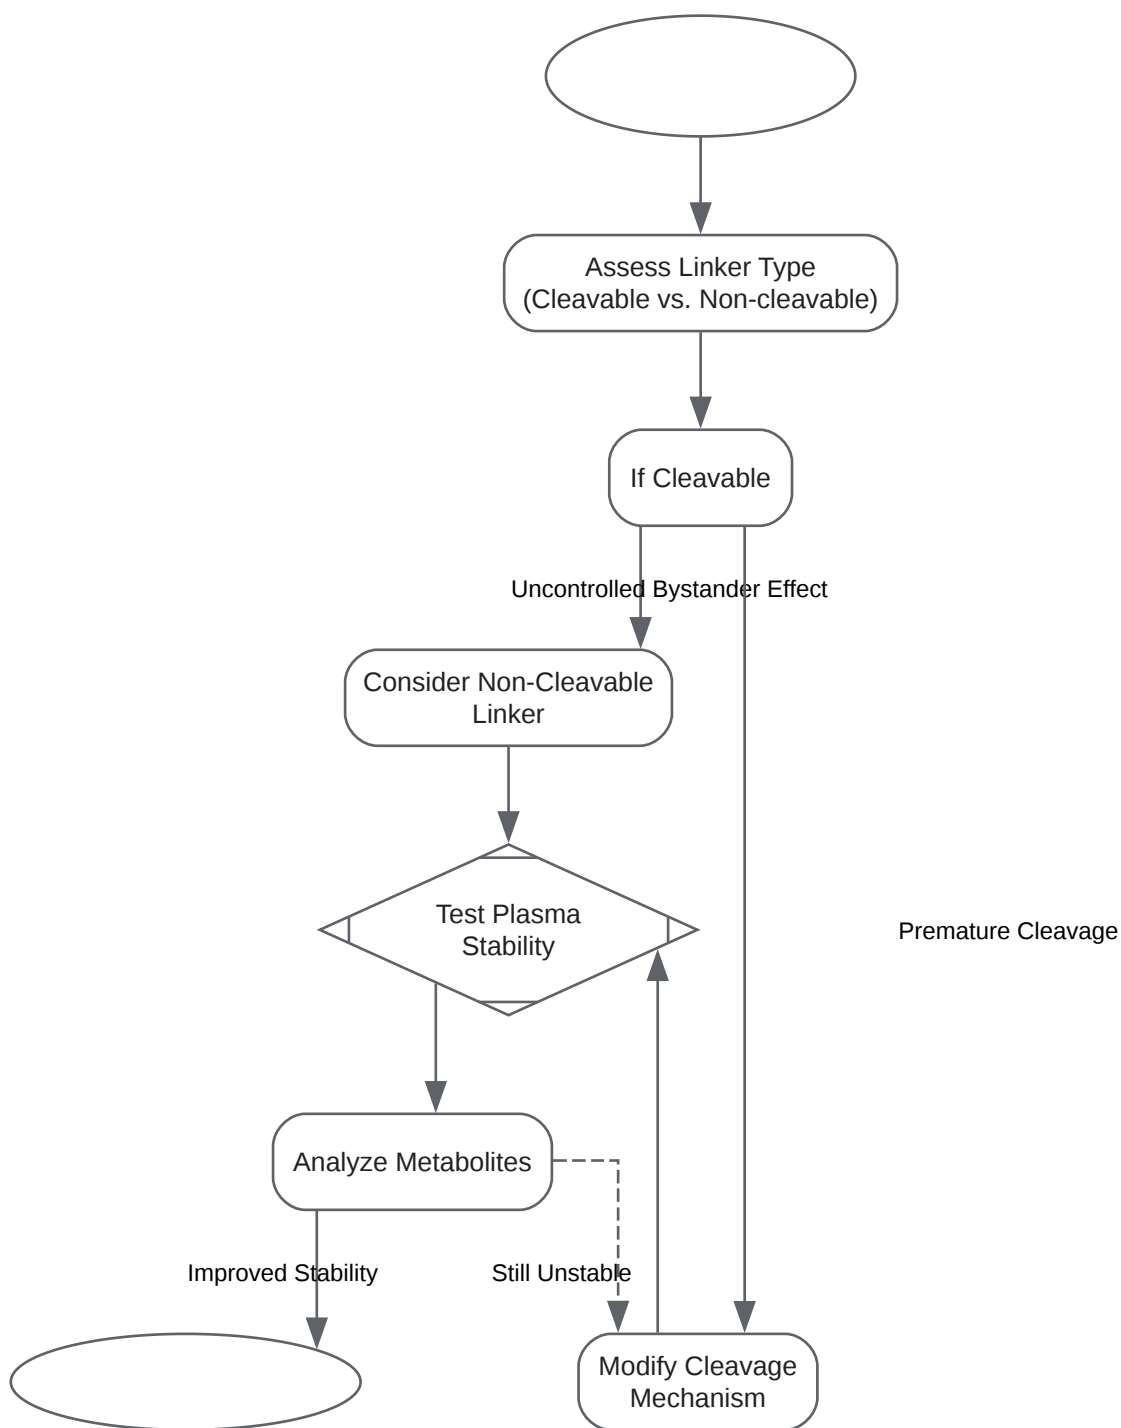 Assess Linker Type
(Cleavable vs. Non-cleavable)
If Cleavable
Uncontrolled Bystander Effect
Consider Non-Cleavable
Linker
Test Plasma
Stability
Premature Cleavage
Analyze Metabolites
Improved Stability
Still Unstable
Modify Cleavage
Mechanism